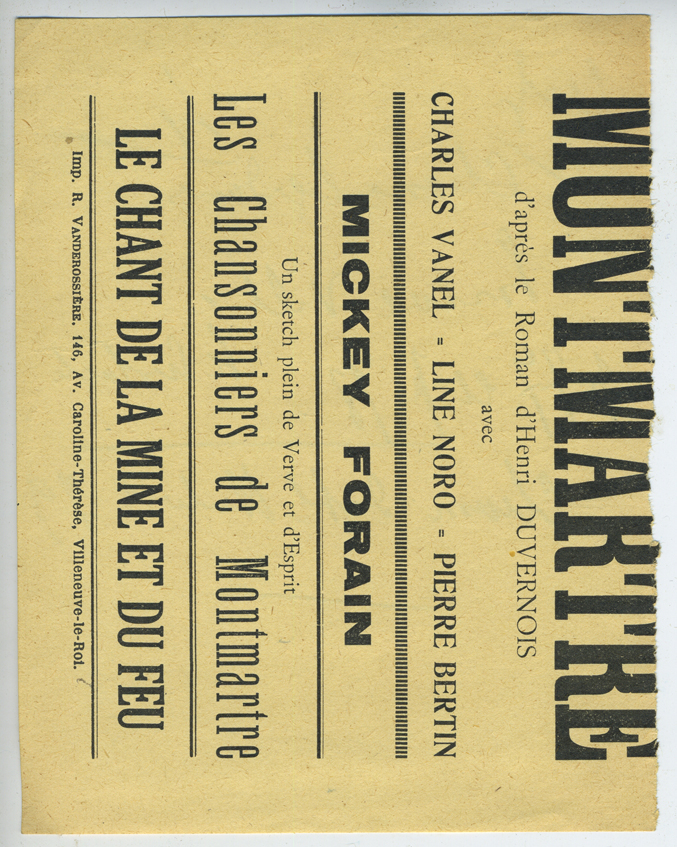 MONTMARTRE
d'après le Roman d'Henri DUVERNOIS
avec
CHARLES VANEL = LINE NORO = PIERRE BERTIN
MICKEY FORAIN
Un sketch plein de Verve et d'Esprit
Les Chansonniers de Montmartre
LE CHANT DE LA MINE ET DU FEU
Imp. R. VANDEROSSIÈRE. 146, Av. Caroline-Thérèse, Villeneuve-le-Roi.